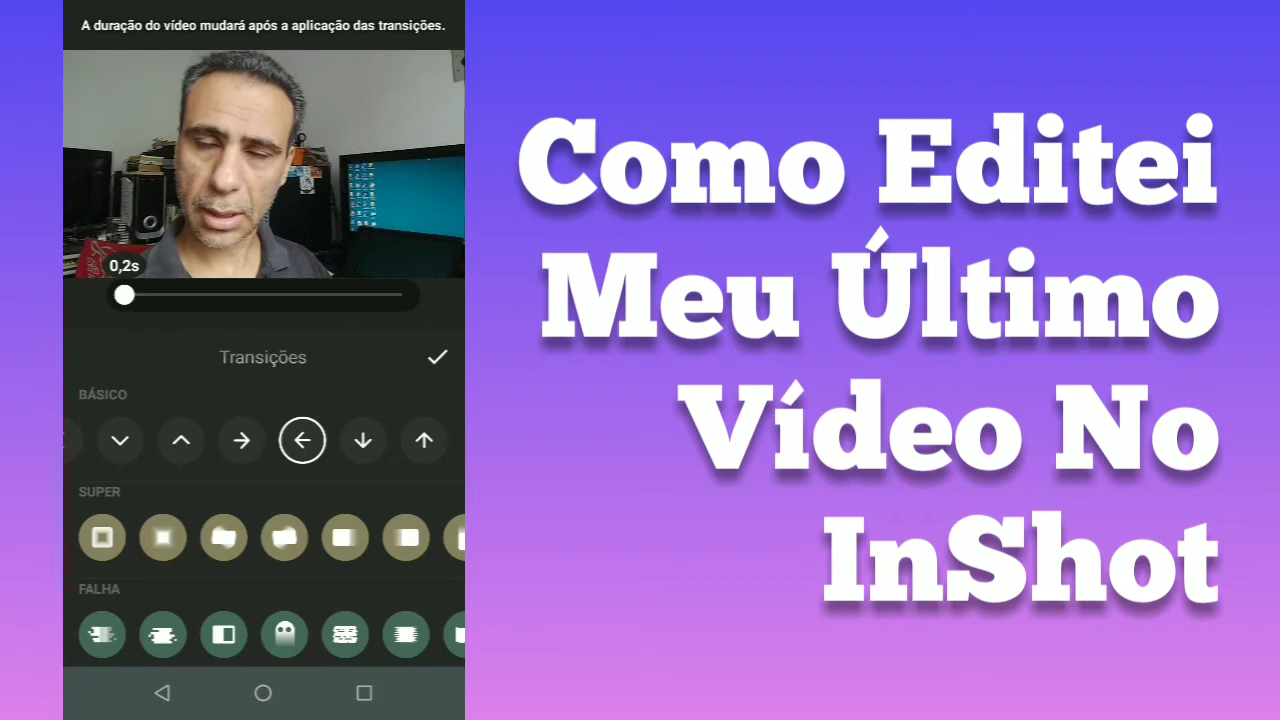 A duração do vídeo mudará após a aplicação das transições.
0,2s
Transições
BÁSICO
SUPER
FALHA
Como Editei
Meu Último
Vídeo No
InShot